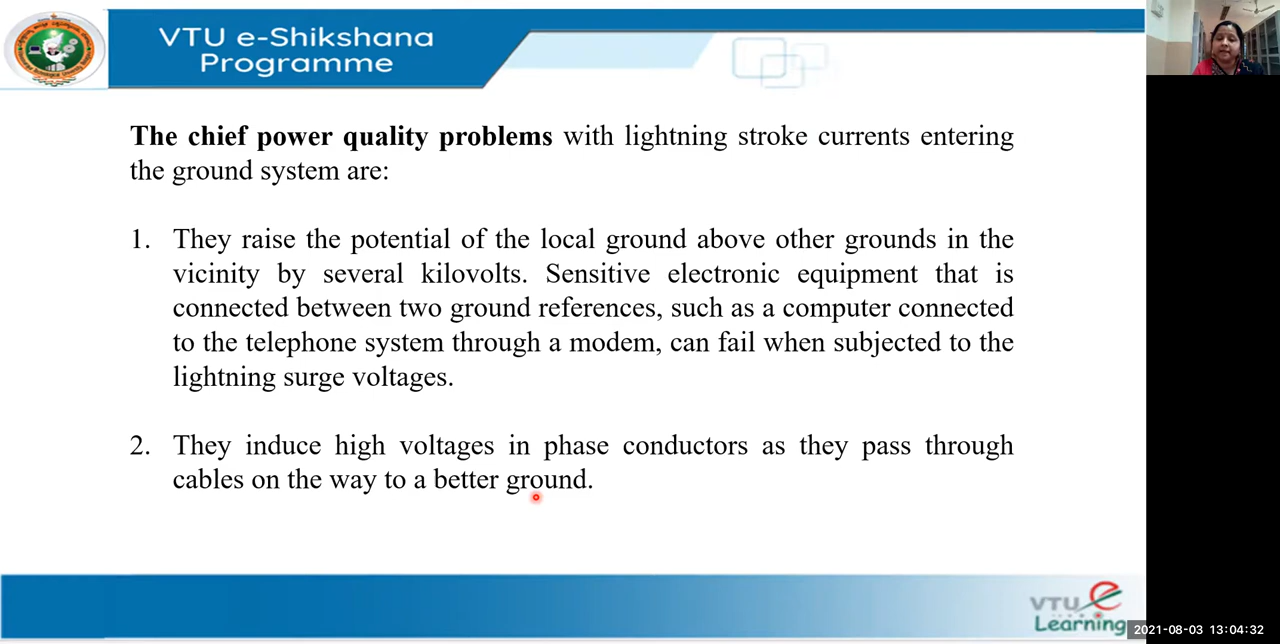 VTU e-Shikshana
Programme
The chief power quality problems with lightning stroke currents entering
the ground system are:
1. They raise the potential of the local ground above other grounds in the
vicinity by several kilovolts. Sensitive electronic equipment that is
connected between two ground references, such as a computer connected
to the telephone system through a modem, can fail when subjected to the
lightning surge voltages.
2. They induce high voltages in phase conductors as they pass through
cables on the way to a better ground.
VTU e
Learning
2021-08-03 13:04:32